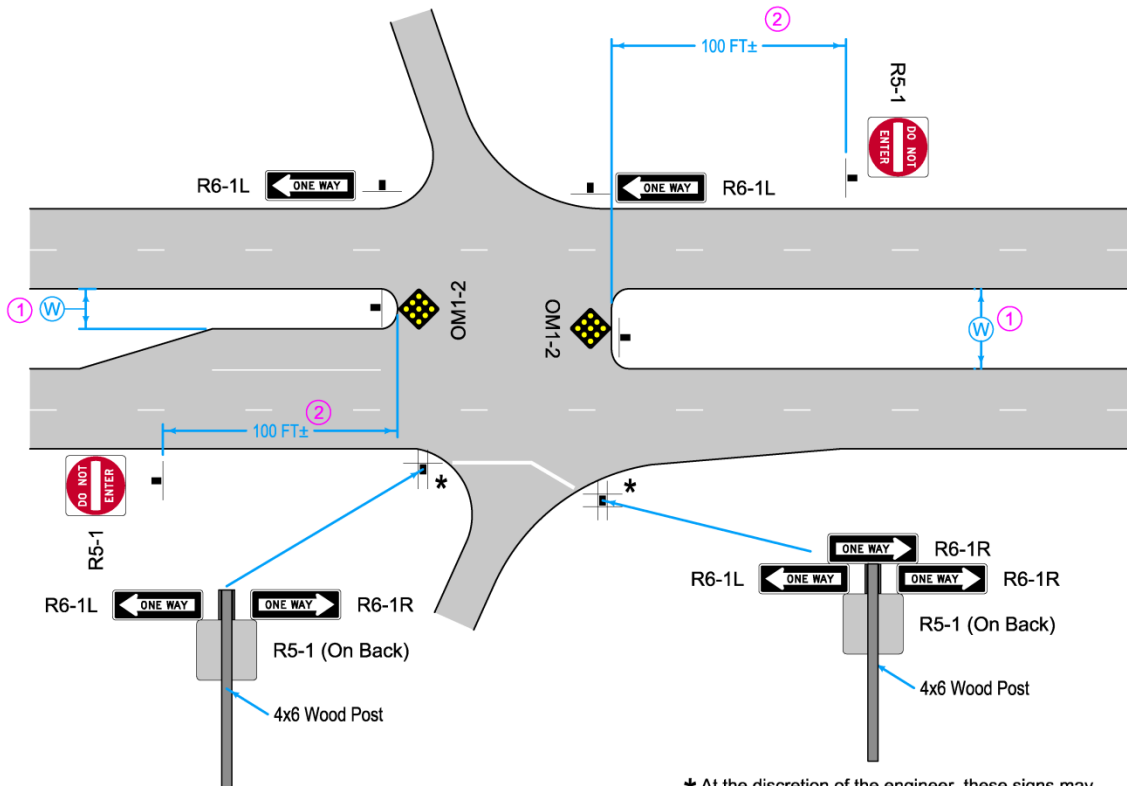 ②
100 FT±
R5-1
DO NOT
ENTER
R6-1L
ONE WAY
ONE WAY
R6-1L
① W
OM1-2
OM1-2
W ①
②
100 FT±
DO NOT
ENTER
R5-1
*
*
R6-1L
ONE WAY
ONE WAY
R6-1R
R5-1 (On Back)
4x6 Wood Post
ONE WAY
R6-1R
R6-1L
ONE WAY
ONE WAY
R6-1R
R5-1 (On Back)
4x6 Wood Post
* At the discretion of the engineer, these signs may